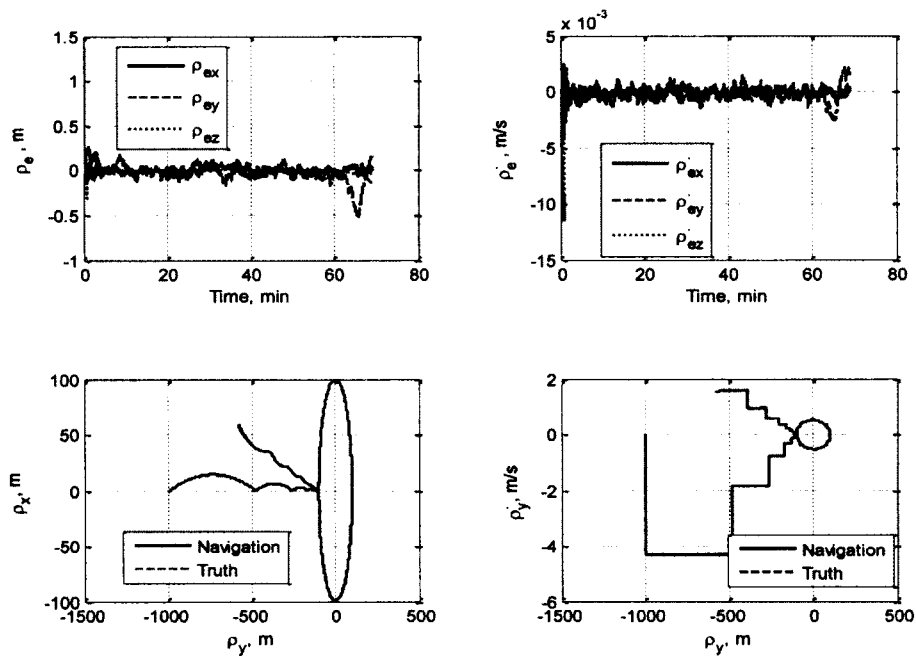 x 10⁻³
1.5
1
0.5
0
-0.5
-1
ρₑ, m
ρₑₓ
ρₑy
ρₑz
0 20 40 60 80
Time, min
5
0
-5
-10
-15
ρ̇ₑ, m/s
ρ̇ₑₓ
ρ̇ₑy
ρ̇ₑz
0 20 40 60 80
Time, min
100
50
0
-50
-100
ρₓ, m
Navigation
Truth
-1500 -1000 -500 0 500
ρy, m
2
0
-2
-4
-6
ρ̇y, m/s
Navigation
Truth
-1500 -1000 -500 0 500
ρy, m